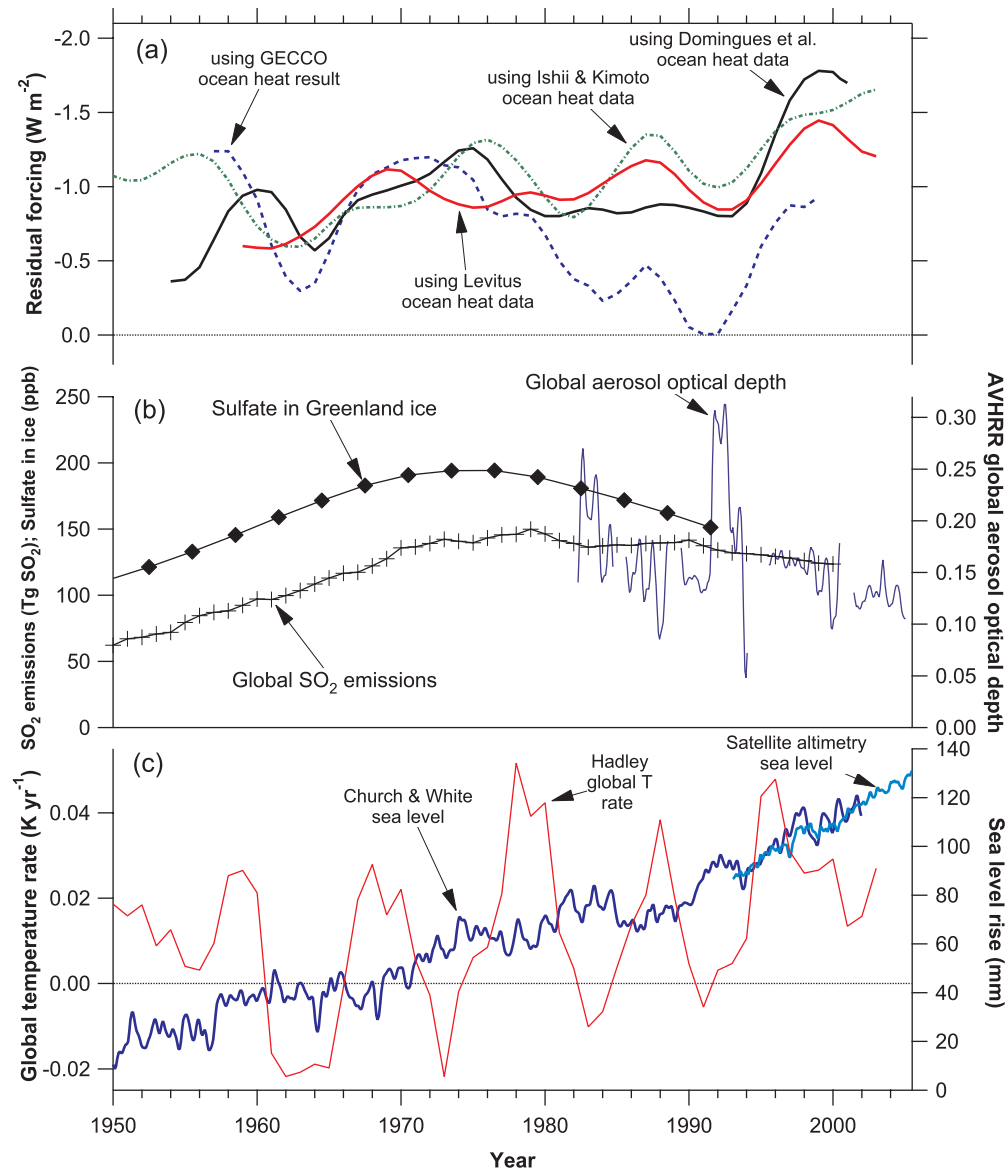 (a)
using GECCO
ocean heat result
using Ishii & Kimoto
ocean heat data
using Domingues et al.
ocean heat data
using Levitus
ocean heat data
Residual forcing (W m-2)
-2.0
-1.5
-1.0
-0.5
0.0
(b)
Sulfate in Greenland ice
Global aerosol optical depth
Global SO2 emissions
SO2 emissions (Tg SO2); Sulfate in ice (ppb)
250
200
150
100
50
0
AVHRR global aerosol optical depth
0.30
0.25
0.20
0.15
0.10
0.05
0.00
(c)
Church & White
sea level
Hadley
global T
rate
Satellite altimetry
sea level
Global temperature rate (K yr-1)
0.04
0.02
0.00
-0.02
Sea level rise (mm)
140
120
100
80
60
40
20
0
1950
1960
1970
1980
1990
2000
Year